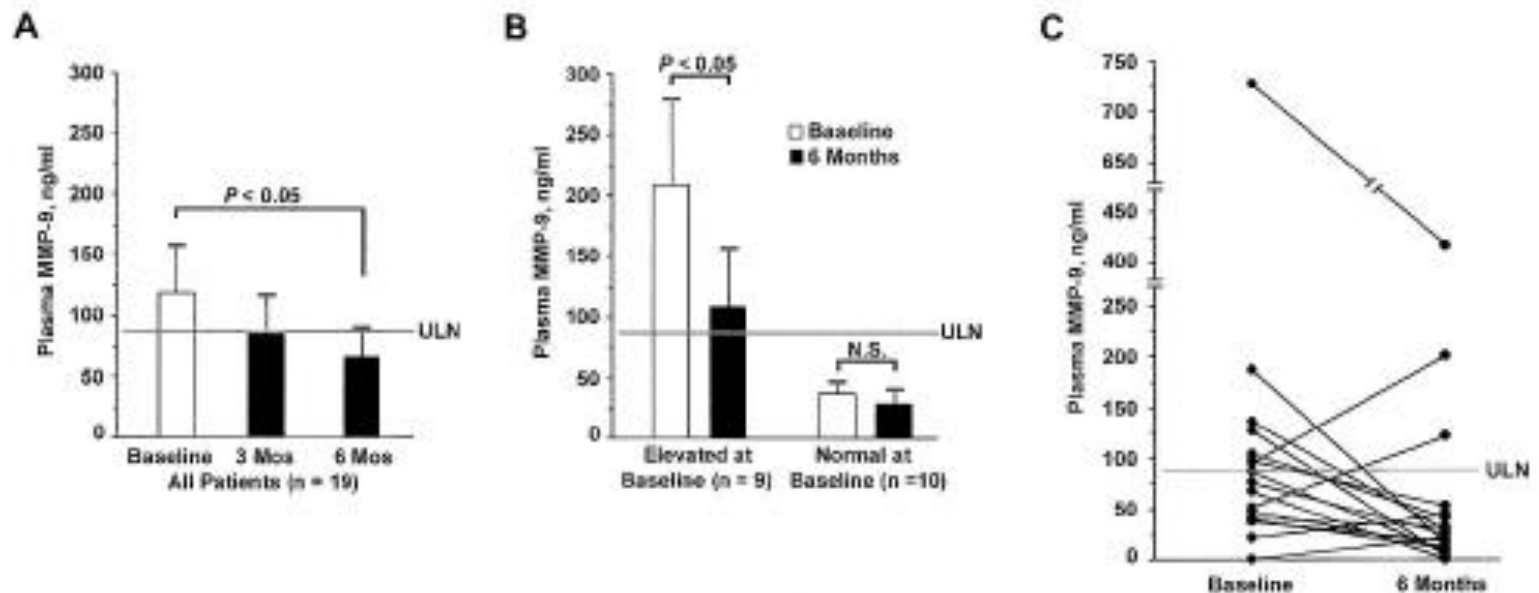 A
Plasma MMP-9, ng/ml
300
250
200
150
100
50
0
P < 0.05
ULN
Baseline 3 Mos 6 Mos
All Patients (n = 19)
B
Plasma MMP-9, ng/ml
300
250
200
150
100
50
0
P < 0.05
Baseline
6 Months
ULN
N.S.
Elevated at Normal at
Baseline (n = 9) Baseline (n =10)
C
Plasma MMP-9, ng/ml
750
700
650
450
400
250
200
150
100
50
0
ULN
Baseline 6 Months